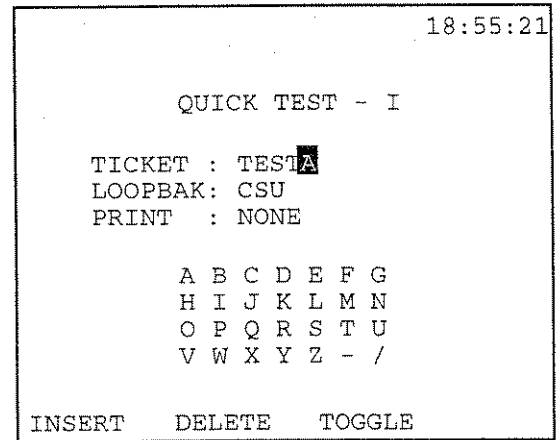 18:55:21
QUICK TEST - I
TICKET : TESTA
LOOPBAK: CSU
PRINT : NONE
A B C D E F G
H I J K L M N
O P Q R S T U
V W X Y Z - /
INSERT DELETE TOGGLE